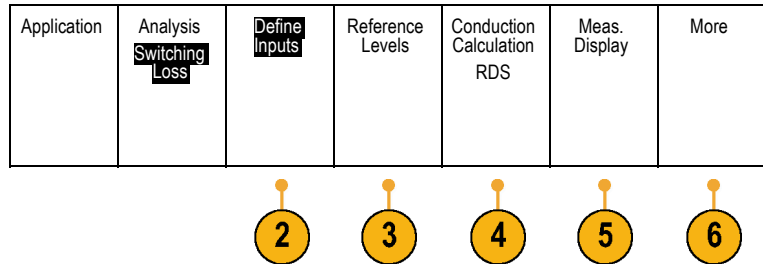 Application
Analysis
Switching
Loss
Define
Inputs
Reference
Levels
Conduction
Calculation
RDS
Meas.
Display
More
2
3
4
5
6